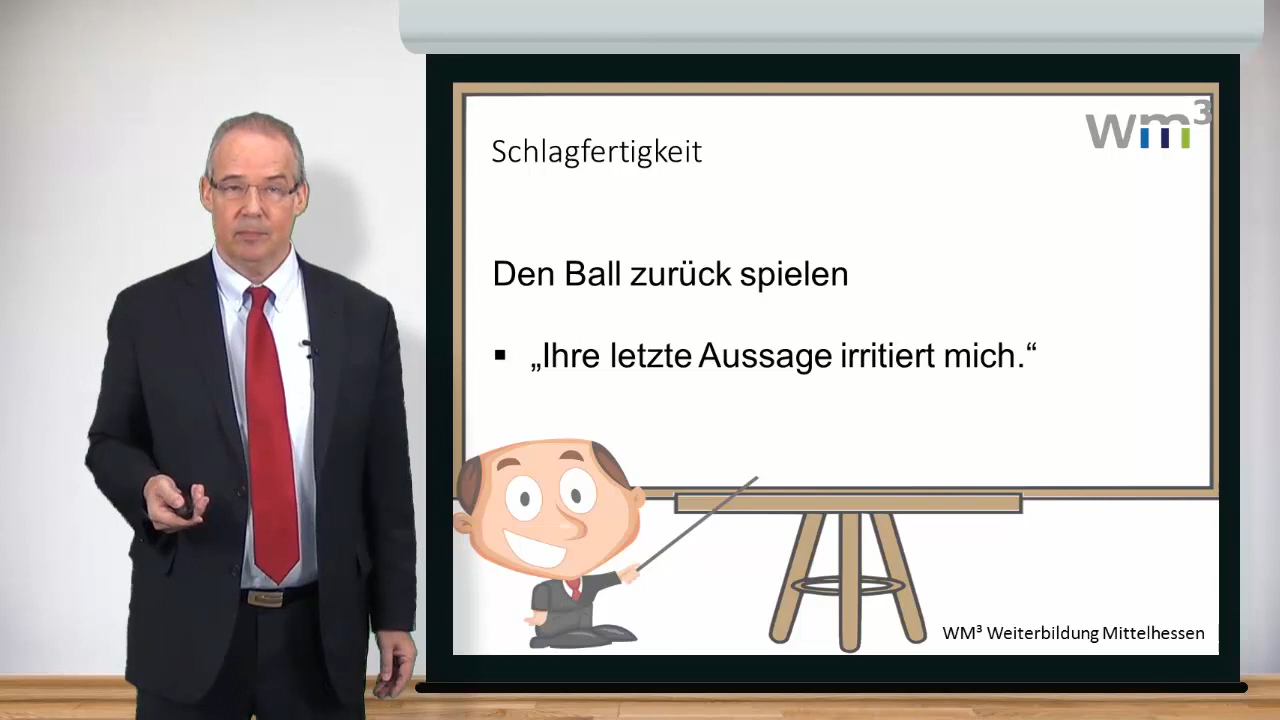 wm³
Schlagfertigkeit
Den Ball zurück spielen
▪ „Ihre letzte Aussage irritiert mich.“
WM³ Weiterbildung Mittelhessen